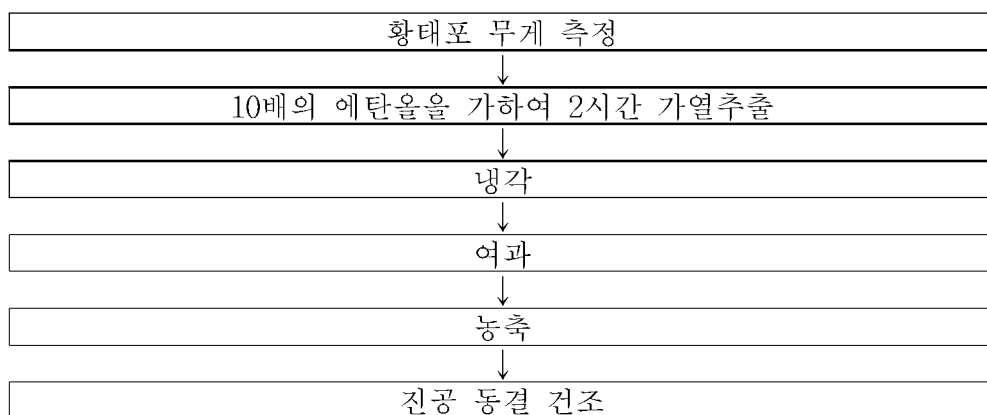 황태포 무게 측정
↓
10배의 에탄올을 가하여 2시간 가열추출
↓
냉각
↓
여과
↓
농축
↓
진공 동결 건조